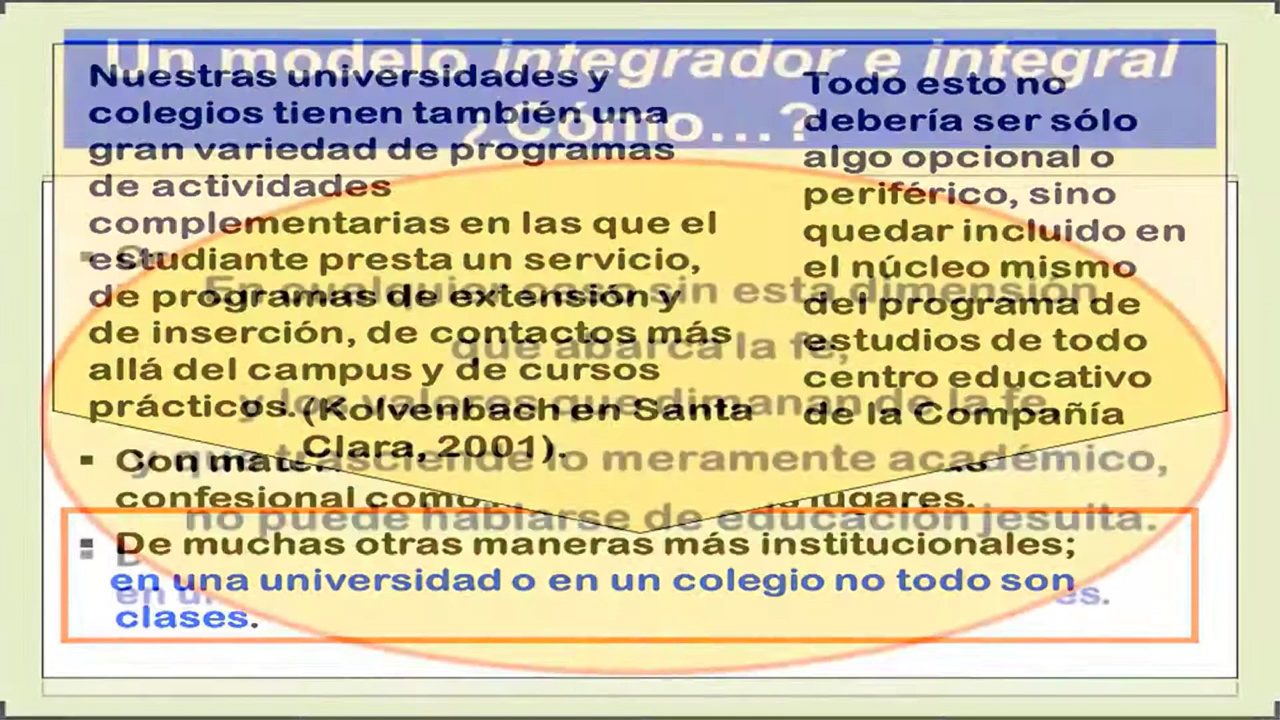 Un modelo integrador e integral
¿Cómo...?
Nuestras universidades y
colegios tienen también una
gran variedad de programas
de actividades
complementarias en las que el
estudiante presta un servicio,
de programas de extensión y
de inserción, de contactos más
allá del campus y de cursos
prácticos. (Kolvenbach en Santa
Clara, 2001).
Todo esto no
debería ser sólo
algo opcional o
periférico, sino
quedar incluido en
el núcleo mismo
del programa de
estudios de todo
centro educativo
de la Compañía
En cualquier caso sin esta dimensión
que abarca la fe,
y los valores que dimanan de la fe
y que trasciende lo meramente académico,
no puede hablarse de educación jesuita.
▪ Con
confesional como lugares.
▪ De muchas otras maneras más institucionales;
en una universidad o en un colegio no todo son
clases.